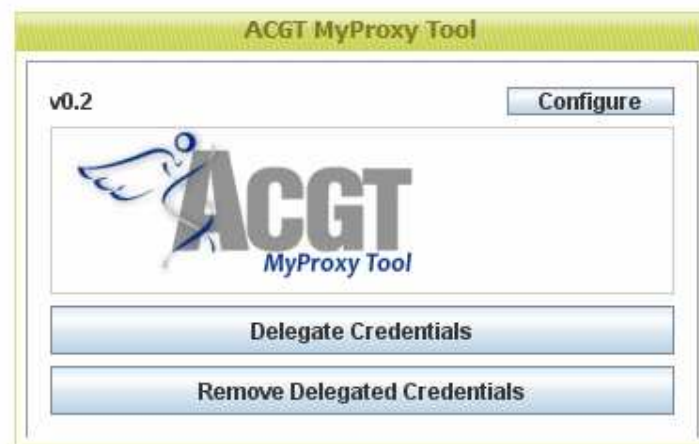 ACGT MyProxy Tool
v0.2
Configure
ACGT
MyProxy Tool
Delegate Credentials
Remove Delegated Credentials